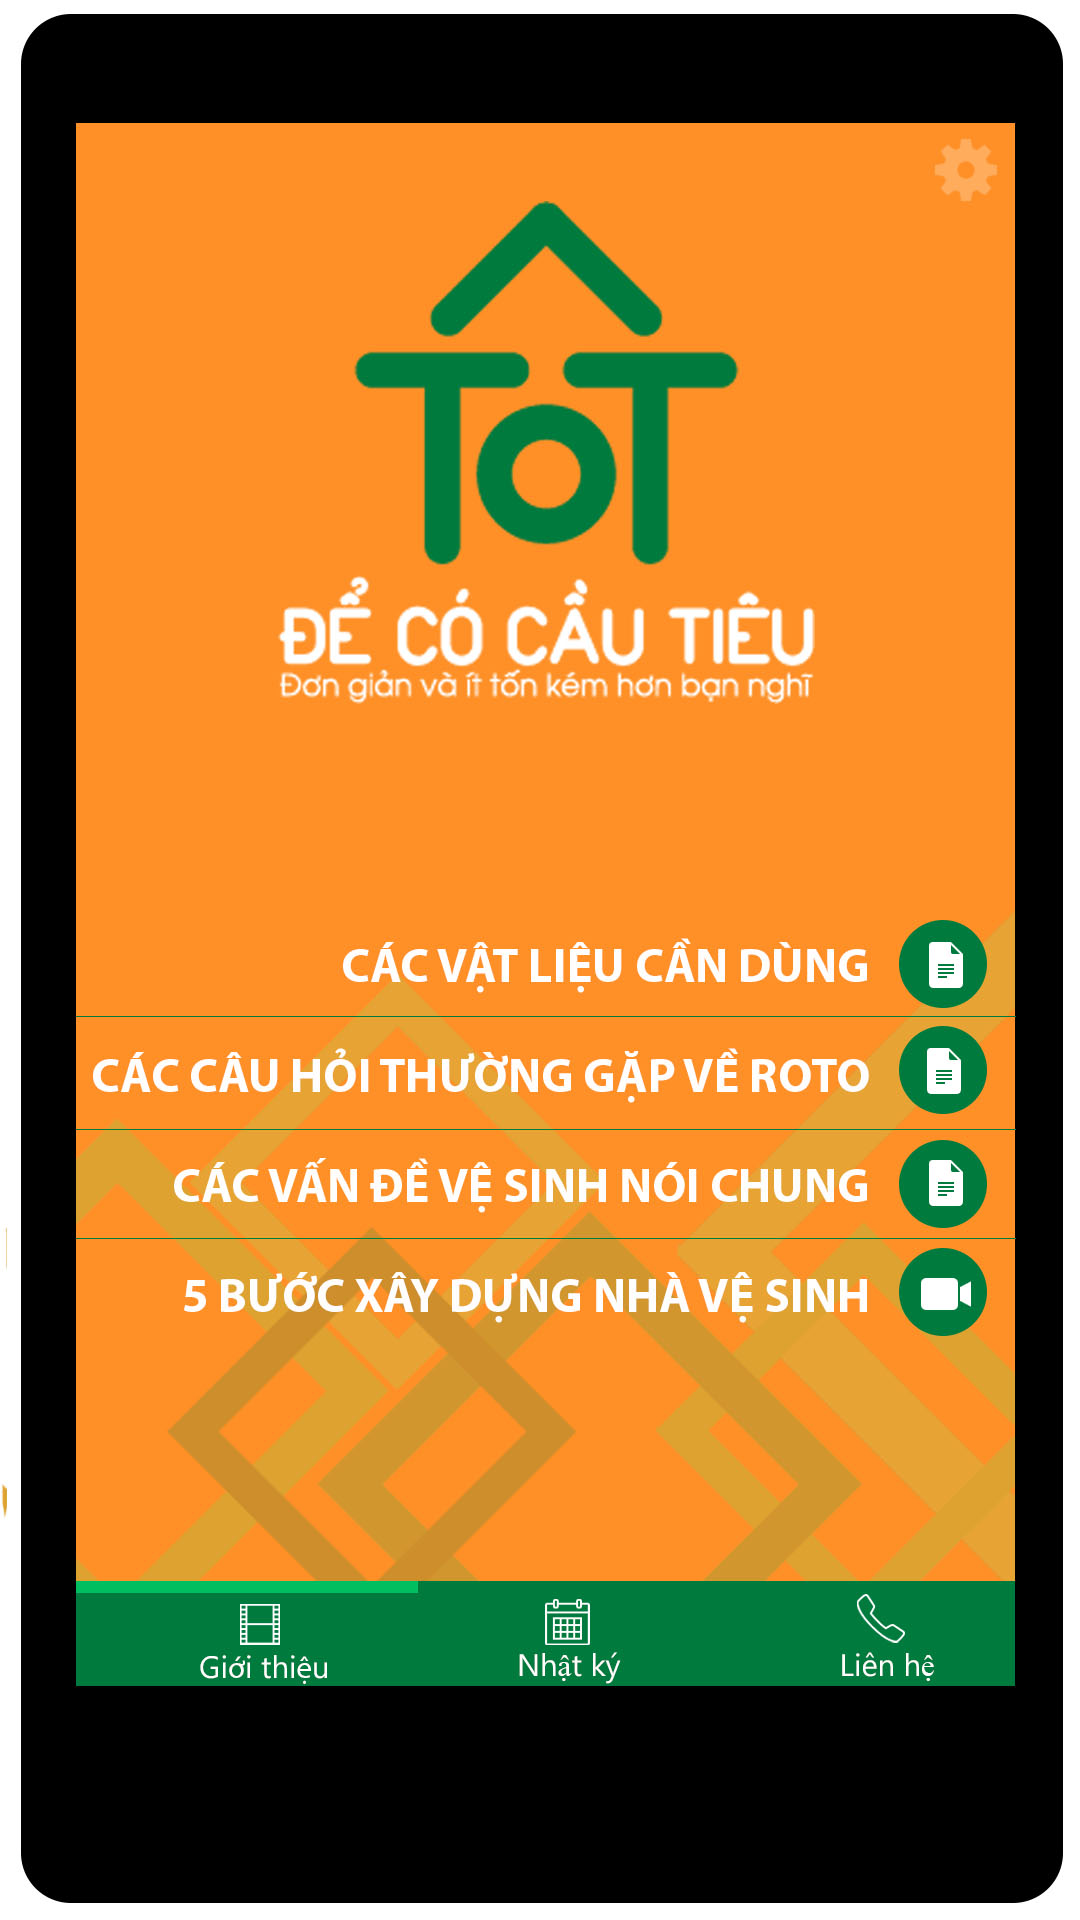 TỐT
ĐỂ CÓ CẦU TIÊU
Đơn giản và ít tốn kém hơn bạn nghĩ
CÁC VẬT LIỆU CẦN DÙNG
CÁC CÂU HỎI THƯỜNG GẶP VỀ ROTO
CÁC VẤN ĐỀ VỆ SINH NÓI CHUNG
5 BƯỚC XÂY DỰNG NHÀ VỆ SINH
Giới thiệu
Nhật ký
Liên hệ